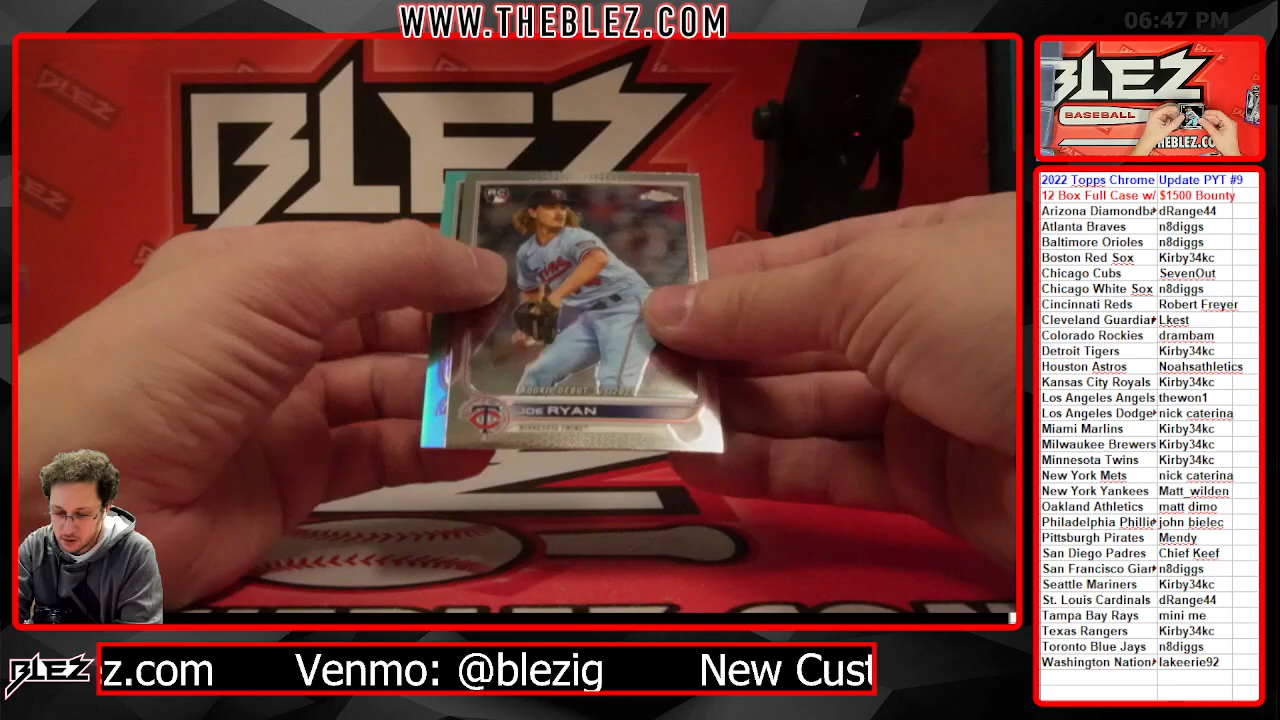 WWW.THEBLEZ.COM
06:47 PM
BLEZ
BLEZ
RC
JOE RYAN
MINNESOTA TWINS
BLEZ
BASEBALL
2022 Topps Chrome Update PYT #9
12 Box Full Case w/ $1500 Bounty
Arizona Diamondba dRange44
Atlanta Braves n8diggs
Baltimore Orioles n8diggs
Boston Red Sox Kirby34kc
Chicago Cubs SevenOut
Chicago White Sox n8diggs
Cincinnati Reds Robert Freyer
Cleveland Guardia Lkest
Colorado Rockies drambam
Detroit Tigers Kirby34kc
Houston Astros Noahsathletics
Kansas City Royals Kirby34kc
Los Angeles Angels thewon1
Los Angeles Dodge nick caterina
Miami Marlins Kirby34kc
Milwaukee Brewers Kirby34kc
Minnesota Twins Kirby34kc
New York Mets nick caterina
New York Yankees Matt_wilden
Oakland Athletics matt dimo
Philadelphia Phillie john bielec
Pittsburgh Pirates Mendy
San Diego Padres Chief Keef
San Francisco Gian n8diggs
Seattle Mariners Kirby34kc
St. Louis Cardinals dRange44
Tampa Bay Rays mini me
Texas Rangers Kirby34kc
Toronto Blue Jays n8diggs
Washington Nation lakeerie92
BLEZ
z.com Venmo: @blezig New Cust